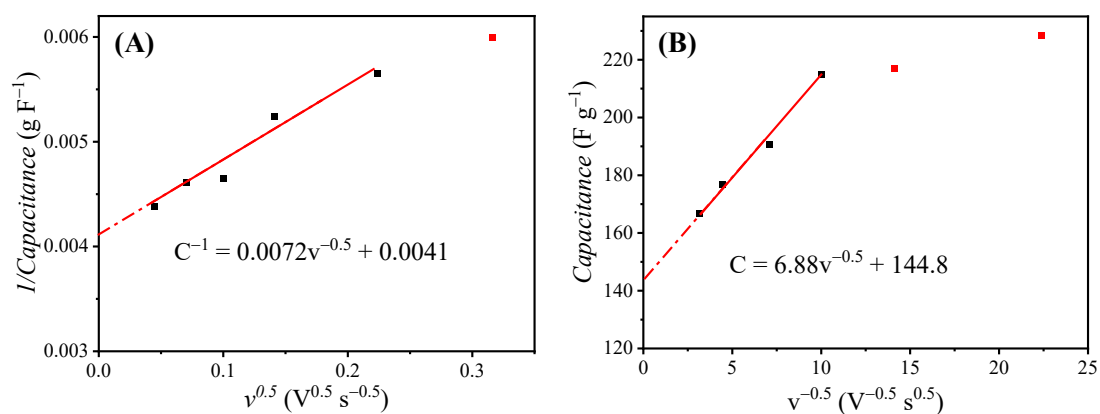 (A)
1/Capacitance (g F⁻¹)
0.006
0.005
0.004
0.003
C⁻¹ = 0.0072v⁻⁰·⁵ + 0.0041
0.0 0.1 0.2 0.3
v⁰·⁵ (V⁰·⁵ s⁻⁰·⁵)
(B)
Capacitance (F g⁻¹)
220
200
180
160
140
120
C = 6.88v⁻⁰·⁵ + 144.8
0 5 10 15 20 25
v⁻⁰·⁵ (V⁻⁰·⁵ s⁰·⁵)